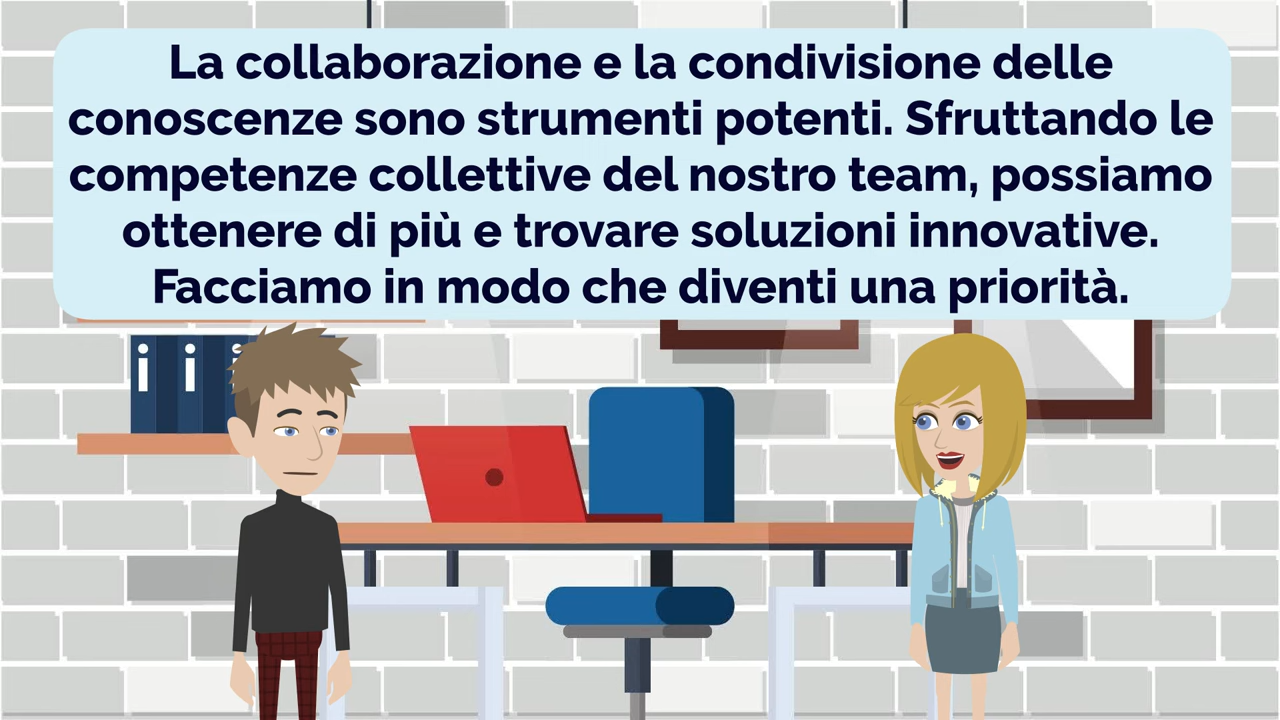 La collaborazione e la condivisione delle
conoscenze sono strumenti potenti. Sfruttando le
competenze collettive del nostro team, possiamo
ottenere di più e trovare soluzioni innovative.
Facciamo in modo che diventi una priorità.